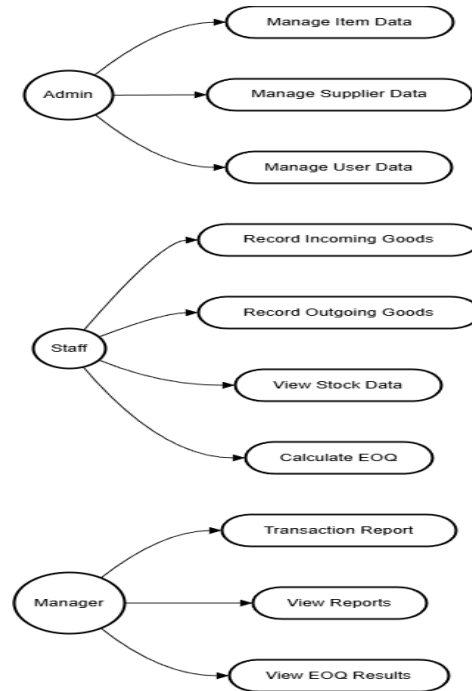 Manage Item Data
Admin
Manage Supplier Data
Manage User Data
Record Incoming Goods
Record Outgoing Goods
Staff
View Stock Data
Calculate EOQ
Transaction Report
Manager
View Reports
View EOQ Results